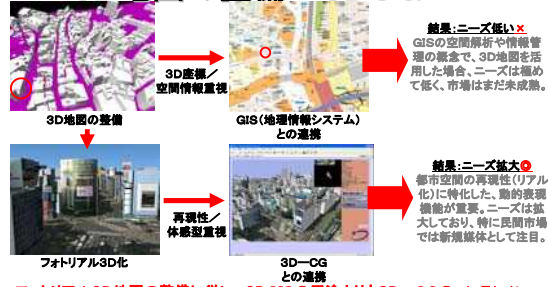 3D座標／
空間情報重視
結果：ニーズ低い×
GISの空間解析や情報管
理の概念で、3D地図を活
用した場合、ニーズは極め
て低く、市場はまだ未成熟。
3D地図の整備
GIS（地理情報システム）
との連携
再現性／
体感型重視
結果：ニーズ拡大◎
都市空間の再現性（リアル
化）に特化した、動的表現
機能が重要。ニーズは拡
大しており、特に民間市場
では新規媒体として注目。
フォトリアル3D化
3D－CG
との連携